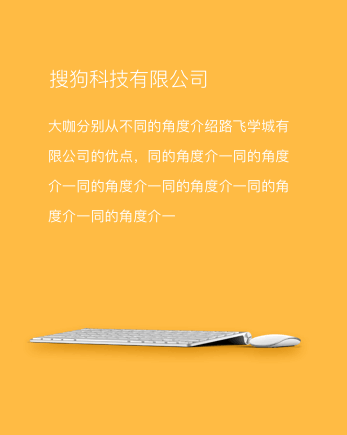 搜狗科技有限公司
大咖分别从不同的角度介绍路飞学城有
限公司的优点，同的角度介一同的角度
介一同的角度介一同的角度介一同的角
度介一同的角度介一